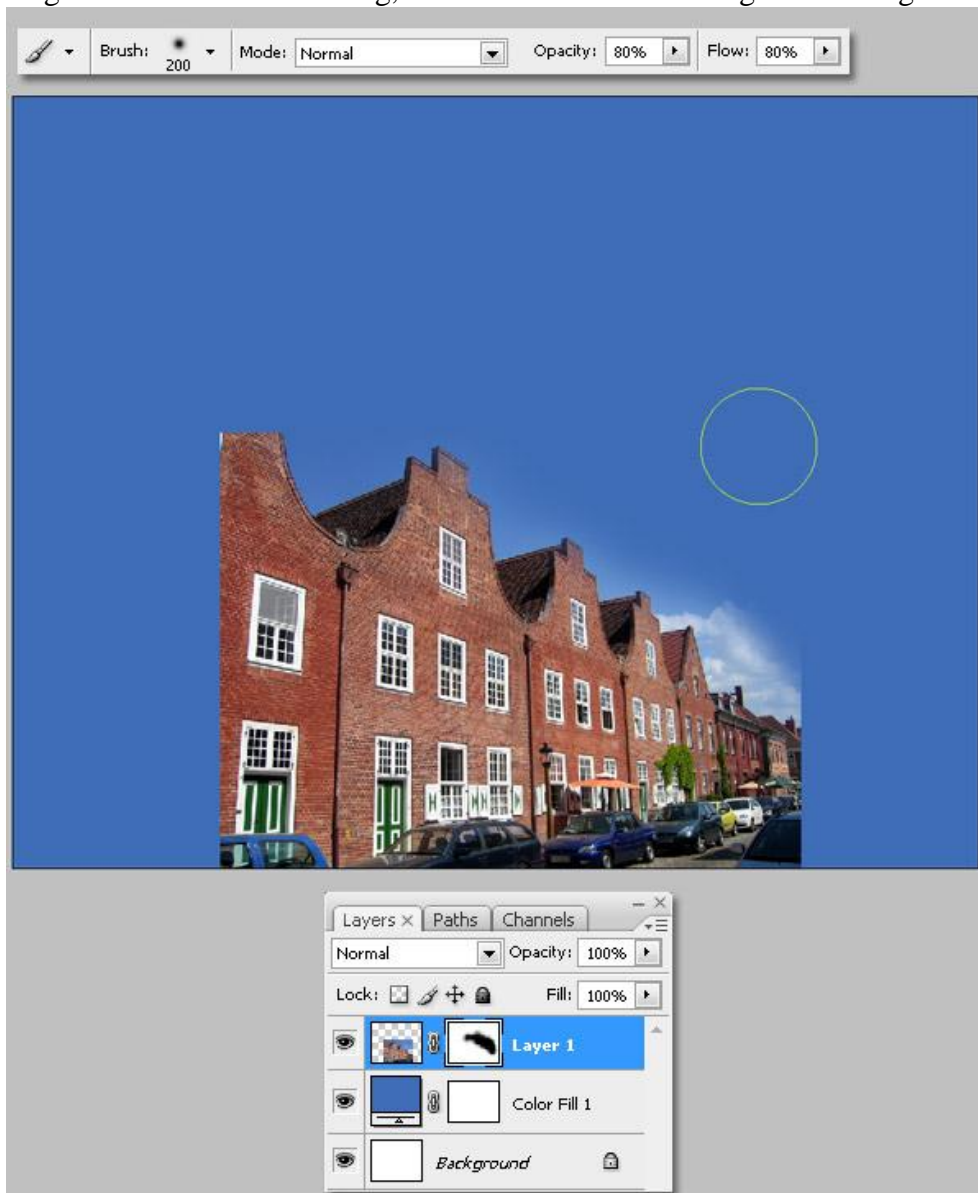 Brush: 200 Mode: Normal Opacity: 80% Flow: 80%
Layers × Paths Channels
Normal Opacity: 100%
Lock: Fill: 100%
Layer 1
Color Fill 1
Background